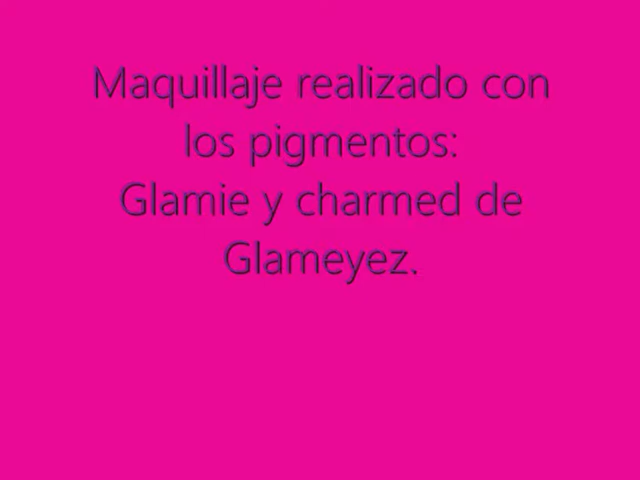 Maquillaje realizado con
los pigmentos:
Glamie y charmed de
Glameyez.